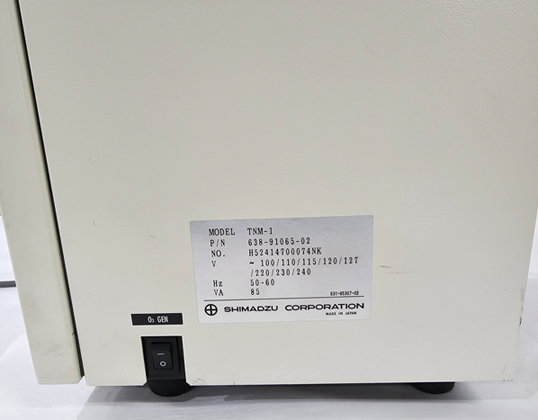 MODEL TNM-1
P/N 638-91065-02
NO. H52414700074NK
V ~ 100/110/115/120/127
/220/230/240
Hz 50-60
VA 85
631-65307-02
SHIMADZU CORPORATION
MADE IN JAPAN
O₃ GEN